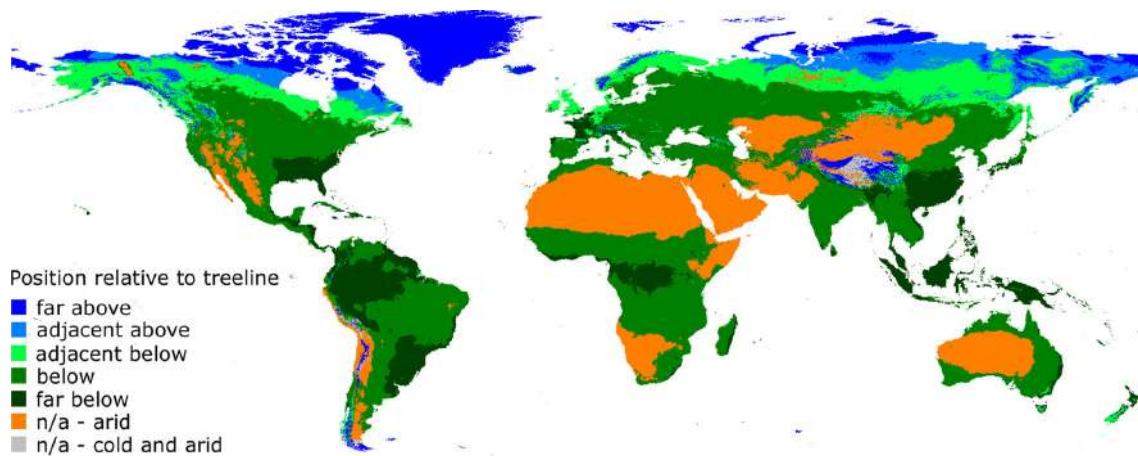 Position relative to treeline
far above
adjacent above
adjacent below
below
far below
n/a - arid
n/a - cold and arid